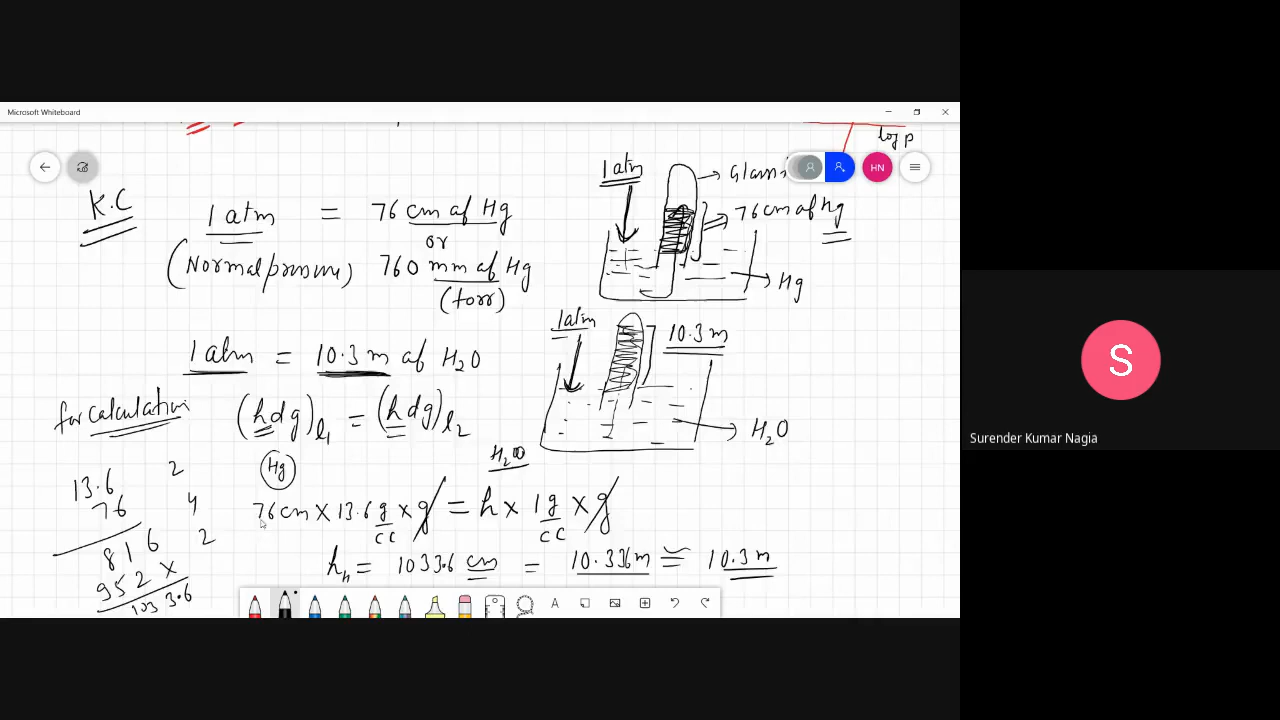 Microsoft Whiteboard
log p
HN
K.C
1 atm = 76 cm of Hg
or
(Normal pressure) 760 mm of Hg
(torr)
1 atm
Glass
76 cm of Hg
Hg
1 atm = 10.3 m of H2O
1 atm
10.3 m
H2O
for calculation (hdg)l1 = (hdg)l2
Hg
H2O
76 cm × 13.6 g/cc × g = h × 1g/cc × g
hh = 1033.6 cm = 10.336 m ≅ 10.3 m
13.6 2
76 4
816 2
952 ×
1033.6
S
Surender Kumar Nagia